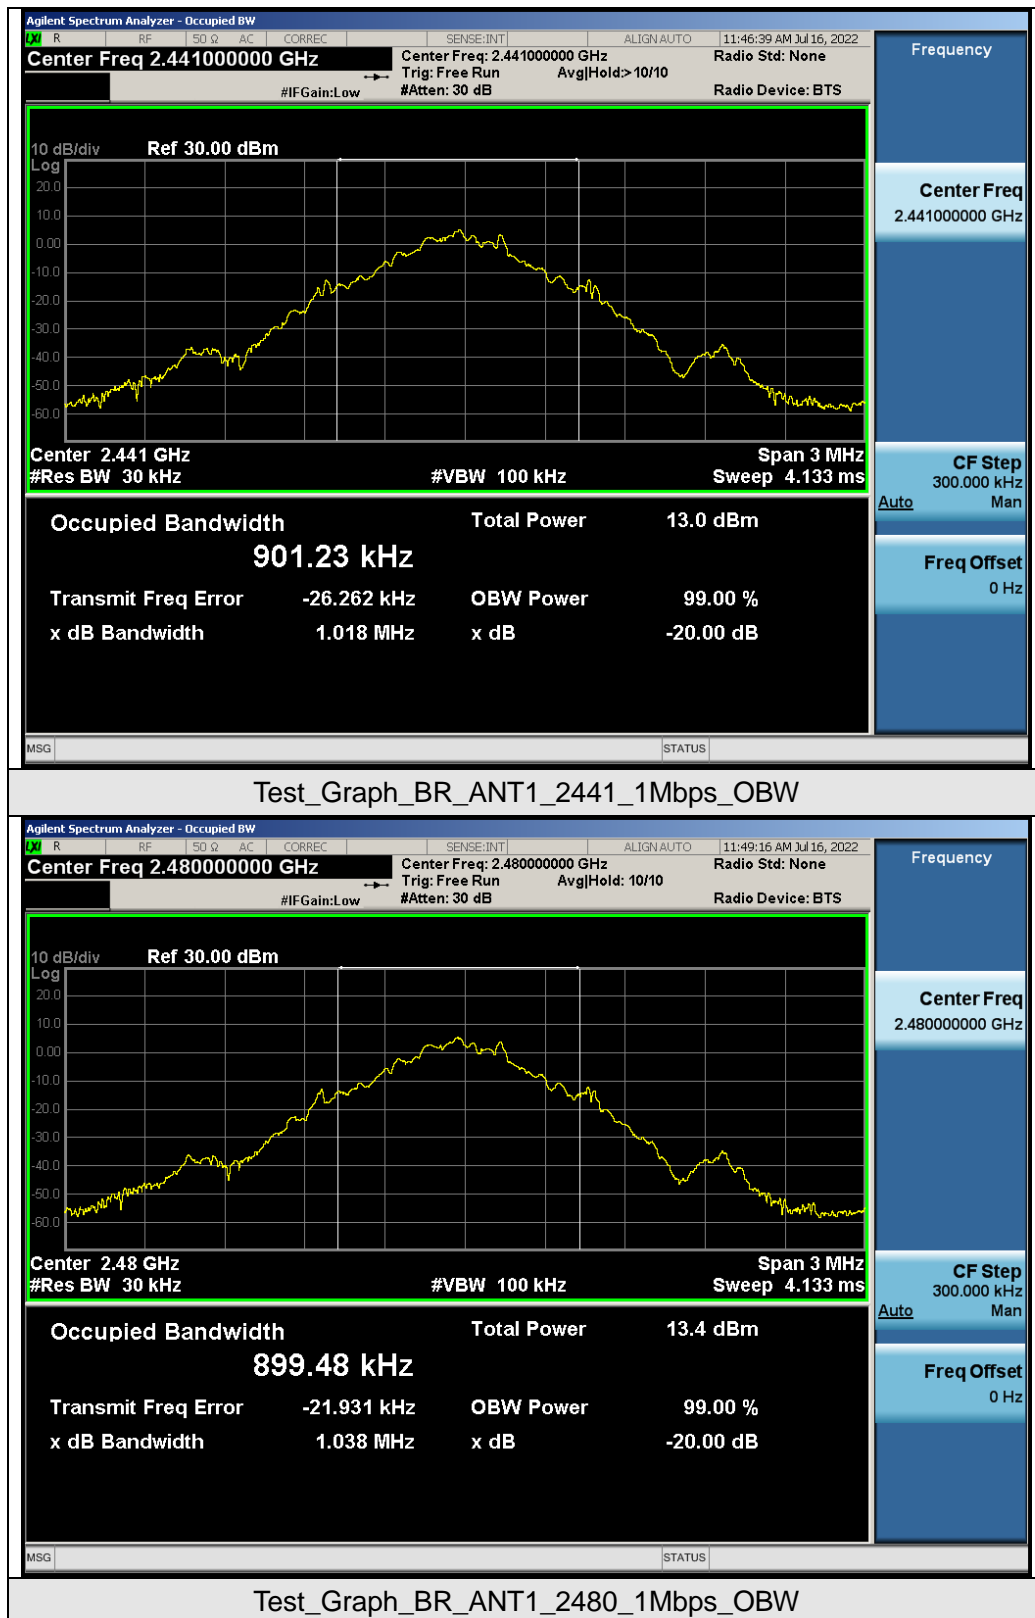 Agilent Spectrum Analyzer - Occupied BW
LXI R RF 50 Ω AC CORREC SENSE:INT ALIGN AUTO 11:46:39 AM Jul 16, 2022
Center Freq 2.441000000 GHz Center Freq: 2.441000000 GHz Radio Std: None
Trig: Free Run Avg|Hold:> 10/10
#IFGain:Low #Atten: 30 dB Radio Device: BTS
Frequency
10 dB/div Ref 30.00 dBm
Log
20.0
10.0
0.00
-10.0
-20.0
-30.0
-40.0
-50.0
-60.0
Center 2.441 GHz Span 3 MHz
#Res BW 30 kHz #VBW 100 kHz Sweep 4.133 ms
Center Freq
2.441000000 GHz
CF Step
300.000 kHz
Auto Man
Freq Offset
0 Hz
Occupied Bandwidth Total Power 13.0 dBm
901.23 kHz
Transmit Freq Error -26.262 kHz OBW Power 99.00 %
x dB Bandwidth 1.018 MHz x dB -20.00 dB
MSG STATUS
Test_Graph_BR_ANT1_2441_1Mbps_OBW
Agilent Spectrum Analyzer - Occupied BW
LXI R RF 50 Ω AC CORREC SENSE:INT ALIGN AUTO 11:49:16 AM Jul 16, 2022
Center Freq 2.480000000 GHz Center Freq: 2.480000000 GHz Radio Std: None
Trig: Free Run Avg|Hold: 10/10
#IFGain:Low #Atten: 30 dB Radio Device: BTS
Frequency
10 dB/div Ref 30.00 dBm
Log
20.0
10.0
0.00
-10.0
-20.0
-30.0
-40.0
-50.0
-60.0
Center 2.48 GHz Span 3 MHz
#Res BW 30 kHz #VBW 100 kHz Sweep 4.133 ms
Center Freq
2.480000000 GHz
CF Step
300.000 kHz
Auto Man
Freq Offset
0 Hz
Occupied Bandwidth Total Power 13.4 dBm
899.48 kHz
Transmit Freq Error -21.931 kHz OBW Power 99.00 %
x dB Bandwidth 1.038 MHz x dB -20.00 dB
MSG STATUS
Test_Graph_BR_ANT1_2480_1Mbps_OBW